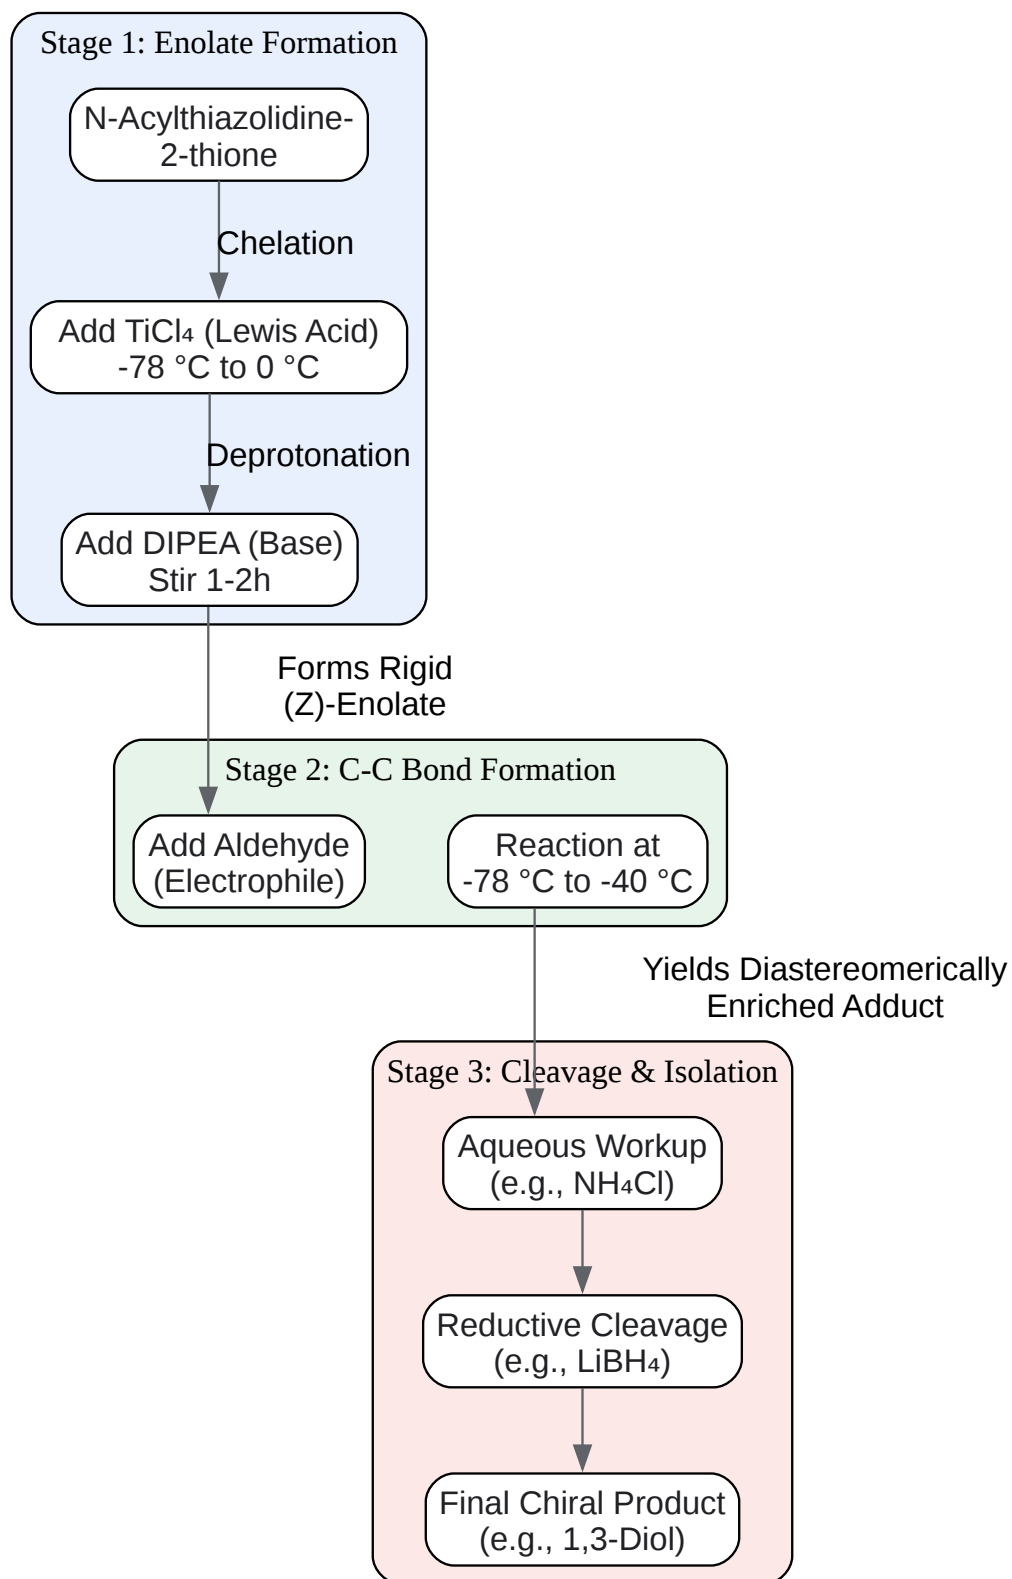 Stage 1: Enolate Formation
N-Acylthiazolidine-
2-thione
Chelation
Add TiCl₄ (Lewis Acid)
-78 °C to 0 °C
Deprotonation
Add DIPEA (Base)
Stir 1-2h
Forms Rigid
(Z)-Enolate
Stage 2: C-C Bond Formation
Add Aldehyde
(Electrophile)
Reaction at
-78 °C to -40 °C
Yields Diastereomerically
Enriched Adduct
Stage 3: Cleavage & Isolation
Aqueous Workup
(e.g., NH₄Cl)
Reductive Cleavage
(e.g., LiBH₄)
Final Chiral Product
(e.g., 1,3-Diol)